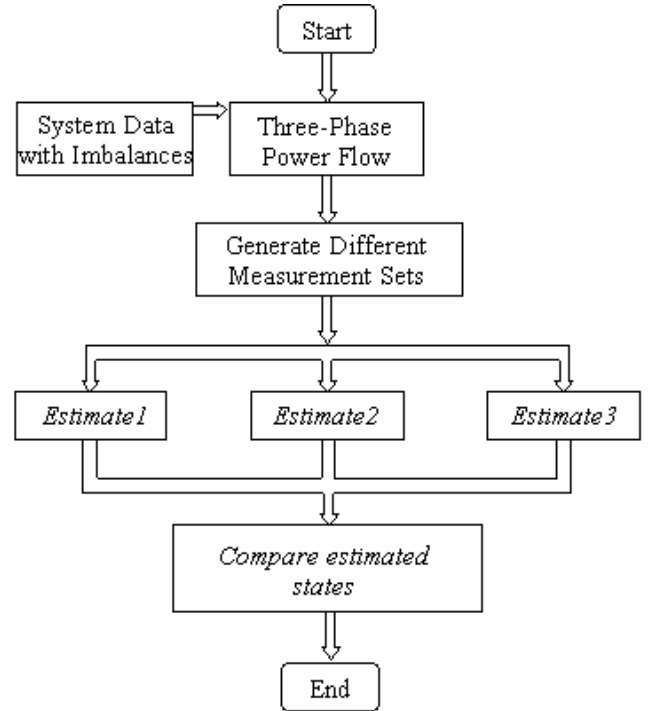 Start
System Data
with Imbalances
Three-Phase
Power Flow
Generate Different
Measurement Sets
Estimate1
Estimate2
Estimate3
Compare estimated
states
End